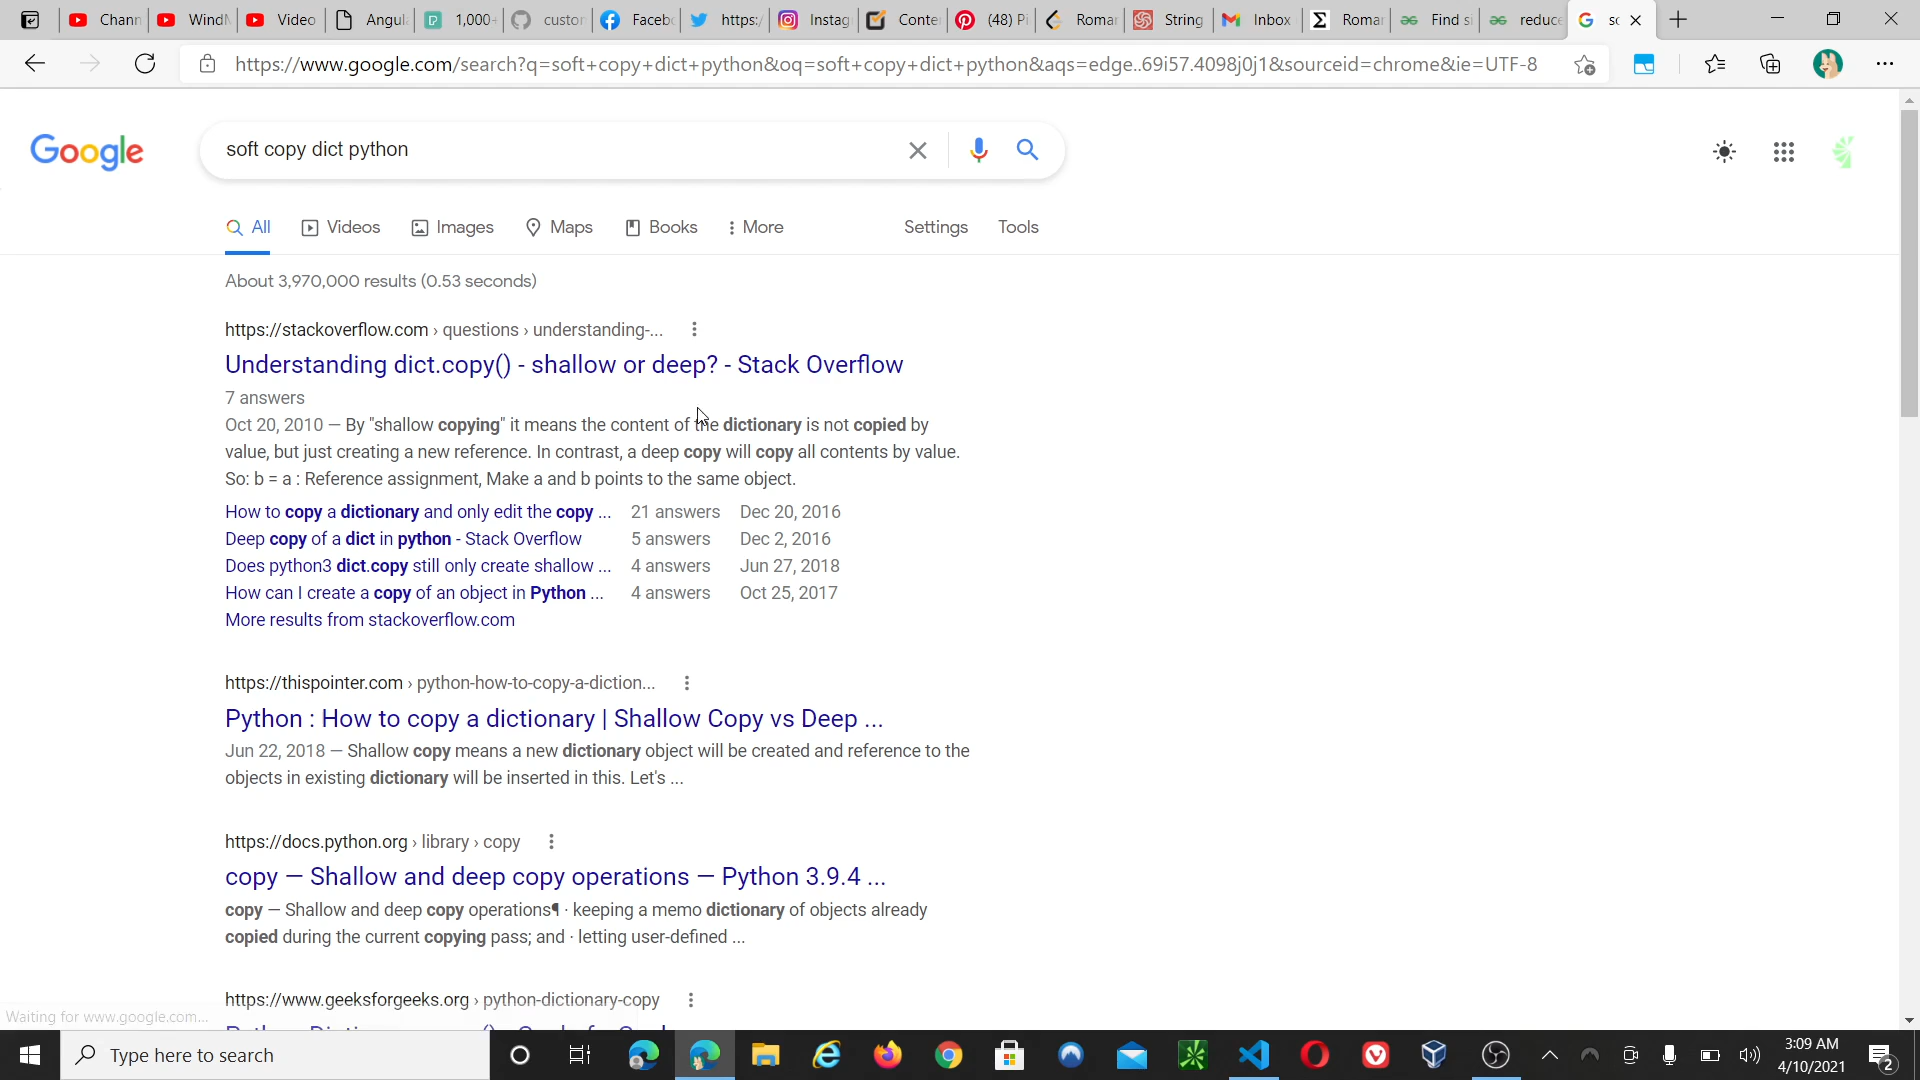 Chann
WindM
Video
Angula
1,000+
custon
Facebo
https:/
Instag
Conte
(48) Pi
Roman
String
Inbox
Roman
Find si
reduce
so
https://www.google.com/search?q=soft+copy+dict+python&oq=soft+copy+dict+python&aqs=edge..69i57.4098j0j1&sourceid=chrome&ie=UTF-8
Google
soft copy dict python
All
Videos
Images
Maps
Books
More
Settings
Tools
About 3,970,000 results (0.53 seconds)
https://stackoverflow.com › questions › understanding-...
Understanding dict.copy() - shallow or deep? - Stack Overflow
7 answers
Oct 20, 2010 — By "shallow copying" it means the content of the dictionary is not copied by
value, but just creating a new reference. In contrast, a deep copy will copy all contents by value.
So: b = a : Reference assignment, Make a and b points to the same object.
How to copy a dictionary and only edit the copy ... 21 answers Dec 20, 2016
Deep copy of a dict in python - Stack Overflow 5 answers Dec 2, 2016
Does python3 dict.copy still only create shallow ... 4 answers Jun 27, 2018
How can I create a copy of an object in Python ... 4 answers Oct 25, 2017
More results from stackoverflow.com
https://thispointer.com › python-how-to-copy-a-diction...
Python : How to copy a dictionary | Shallow Copy vs Deep ...
Jun 22, 2018 — Shallow copy means a new dictionary object will be created and reference to the
objects in existing dictionary will be inserted in this. Let's ...
https://docs.python.org › library › copy
copy — Shallow and deep copy operations — Python 3.9.4 ...
copy — Shallow and deep copy operations¶ · keeping a memo dictionary of objects already
copied during the current copying pass; and · letting user-defined ...
https://www.geeksforgeeks.org › python-dictionary-copy
Waiting for www.google.com...
Type here to search
3:09 AM
4/10/2021
2